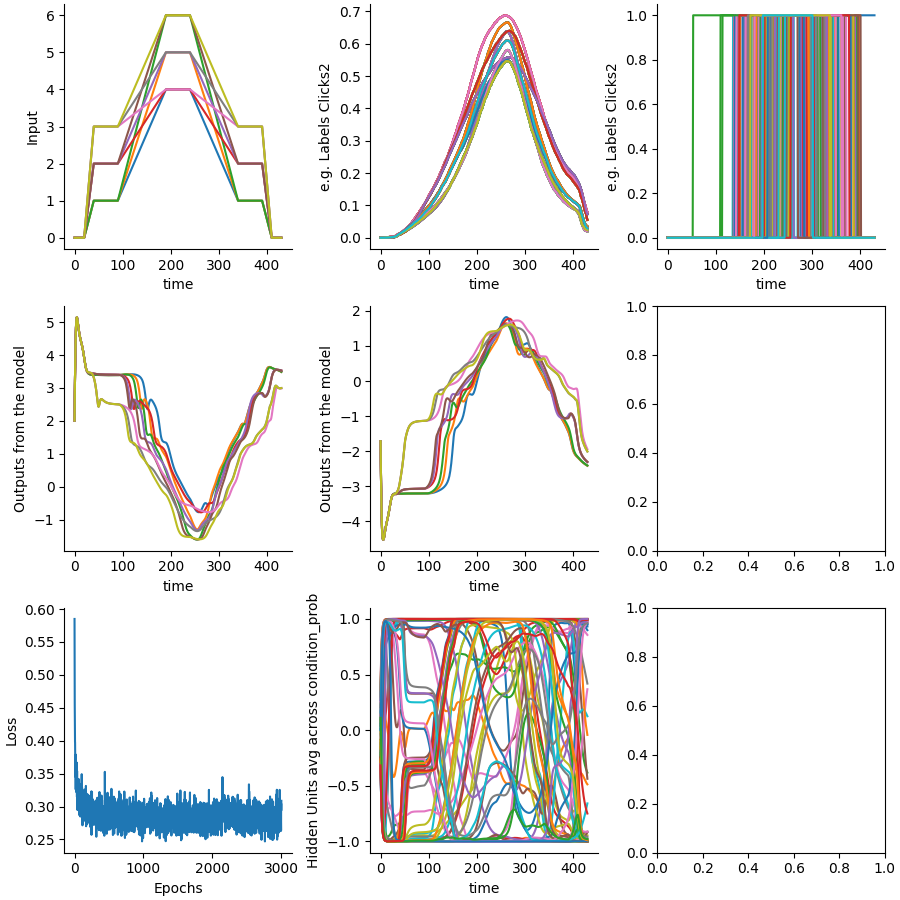 6
5
4
3
2
1
0
Input
0 100 200 300 400
time
0.7
0.6
0.5
0.4
0.3
0.2
0.1
0.0
e.g. Labels Clicks2
0 100 200 300 400
time
1.0
0.8
0.6
0.4
0.2
0.0
e.g. Labels Clicks2
0 100 200 300 400
time
5
4
3
2
1
0
−1
Outputs from the model
0 100 200 300 400
time
2
1
0
−1
−2
−3
−4
Outputs from the model
0 100 200 300 400
time
1.0
0.8
0.6
0.4
0.2
0.0
0.0 0.2 0.4 0.6 0.8 1.0
0.60
0.55
0.50
0.45
0.40
0.35
0.30
0.25
Loss
0 1000 2000 3000
Epochs
1.0
0.5
0.0
−0.5
−1.0
Hidden Units avg across condition_prob
0 100 200 300 400
time
1.0
0.8
0.6
0.4
0.2
0.0
0.0 0.2 0.4 0.6 0.8 1.0